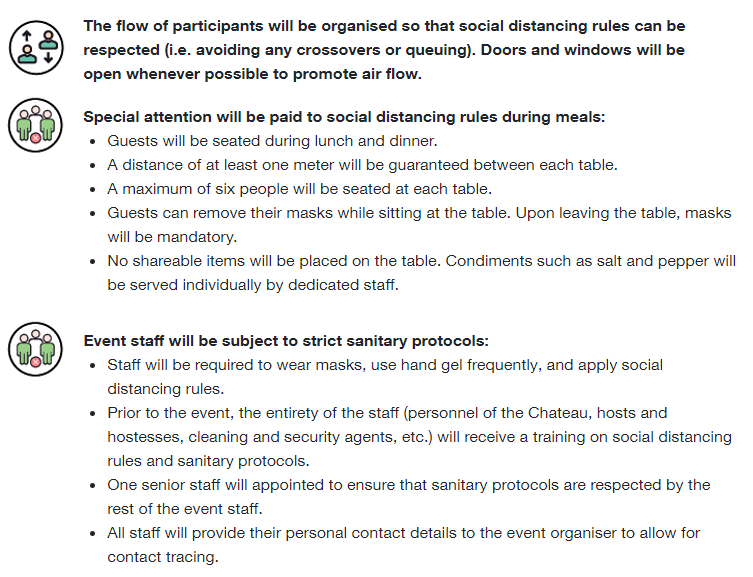 The flow of participants will be organised so that social distancing rules can be
respected (i.e. avoiding any crossovers or queuing). Doors and windows will be
open whenever possible to promote air flow.
Special attention will be paid to social distancing rules during meals:
• Guests will be seated during lunch and dinner.
• A distance of at least one meter will be guaranteed between each table.
• A maximum of six people will be seated at each table.
• Guests can remove their masks while sitting at the table. Upon leaving the table, masks
will be mandatory.
• No shareable items will be placed on the table. Condiments such as salt and pepper will
be served individually by dedicated staff.
Event staff will be subject to strict sanitary protocols:
• Staff will be required to wear masks, use hand gel frequently, and apply social
distancing rules.
• Prior to the event, the entirety of the staff (personnel of the Chateau, hosts and
hostesses, cleaning and security agents, etc.) will receive a training on social distancing
rules and sanitary protocols.
• One senior staff will appointed to ensure that sanitary protocols are respected by the
rest of the event staff.
• All staff will provide their personal contact details to the event organiser to allow for
contact tracing.